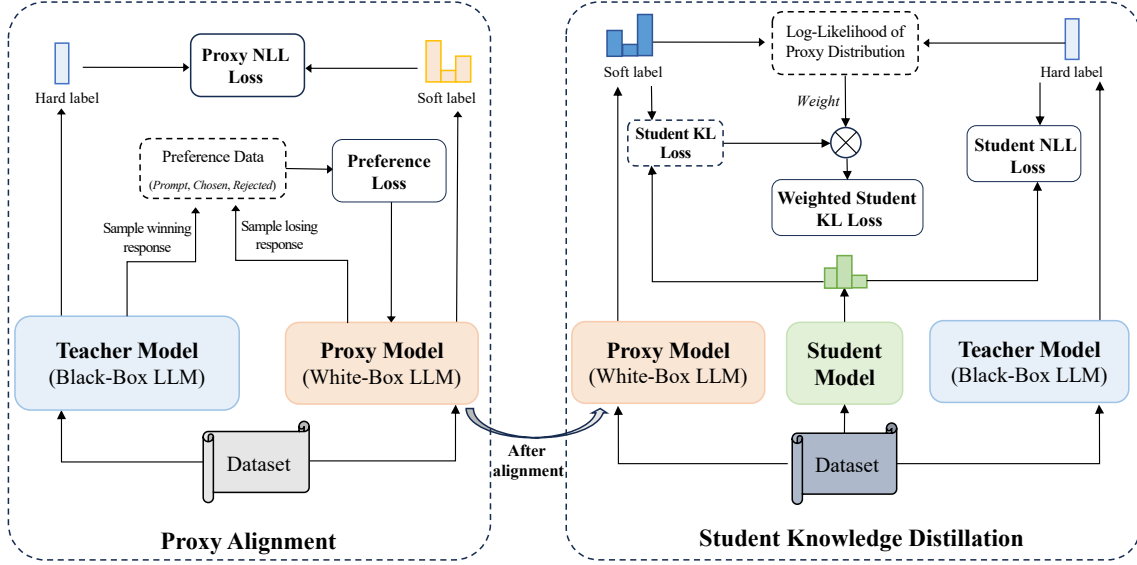 Hard label
Proxy NLL
Loss
Soft label
Preference Data
(Prompt, Chosen, Rejected)
Preference
Loss
Sample winning
response
Sample losing
response
Teacher Model
(Black-Box LLM)
Proxy Model
(White-Box LLM)
Dataset
Proxy Alignment
After
alignment
Soft label
Log-Likelihood of
Proxy Distribution
Hard label
Weight
Student KL
Loss
Student NLL
Loss
Weighted Student
KL Loss
Proxy Model
(White-Box LLM)
Student
Model
Teacher Model
(Black-Box LLM)
Dataset
Student Knowledge Distillation